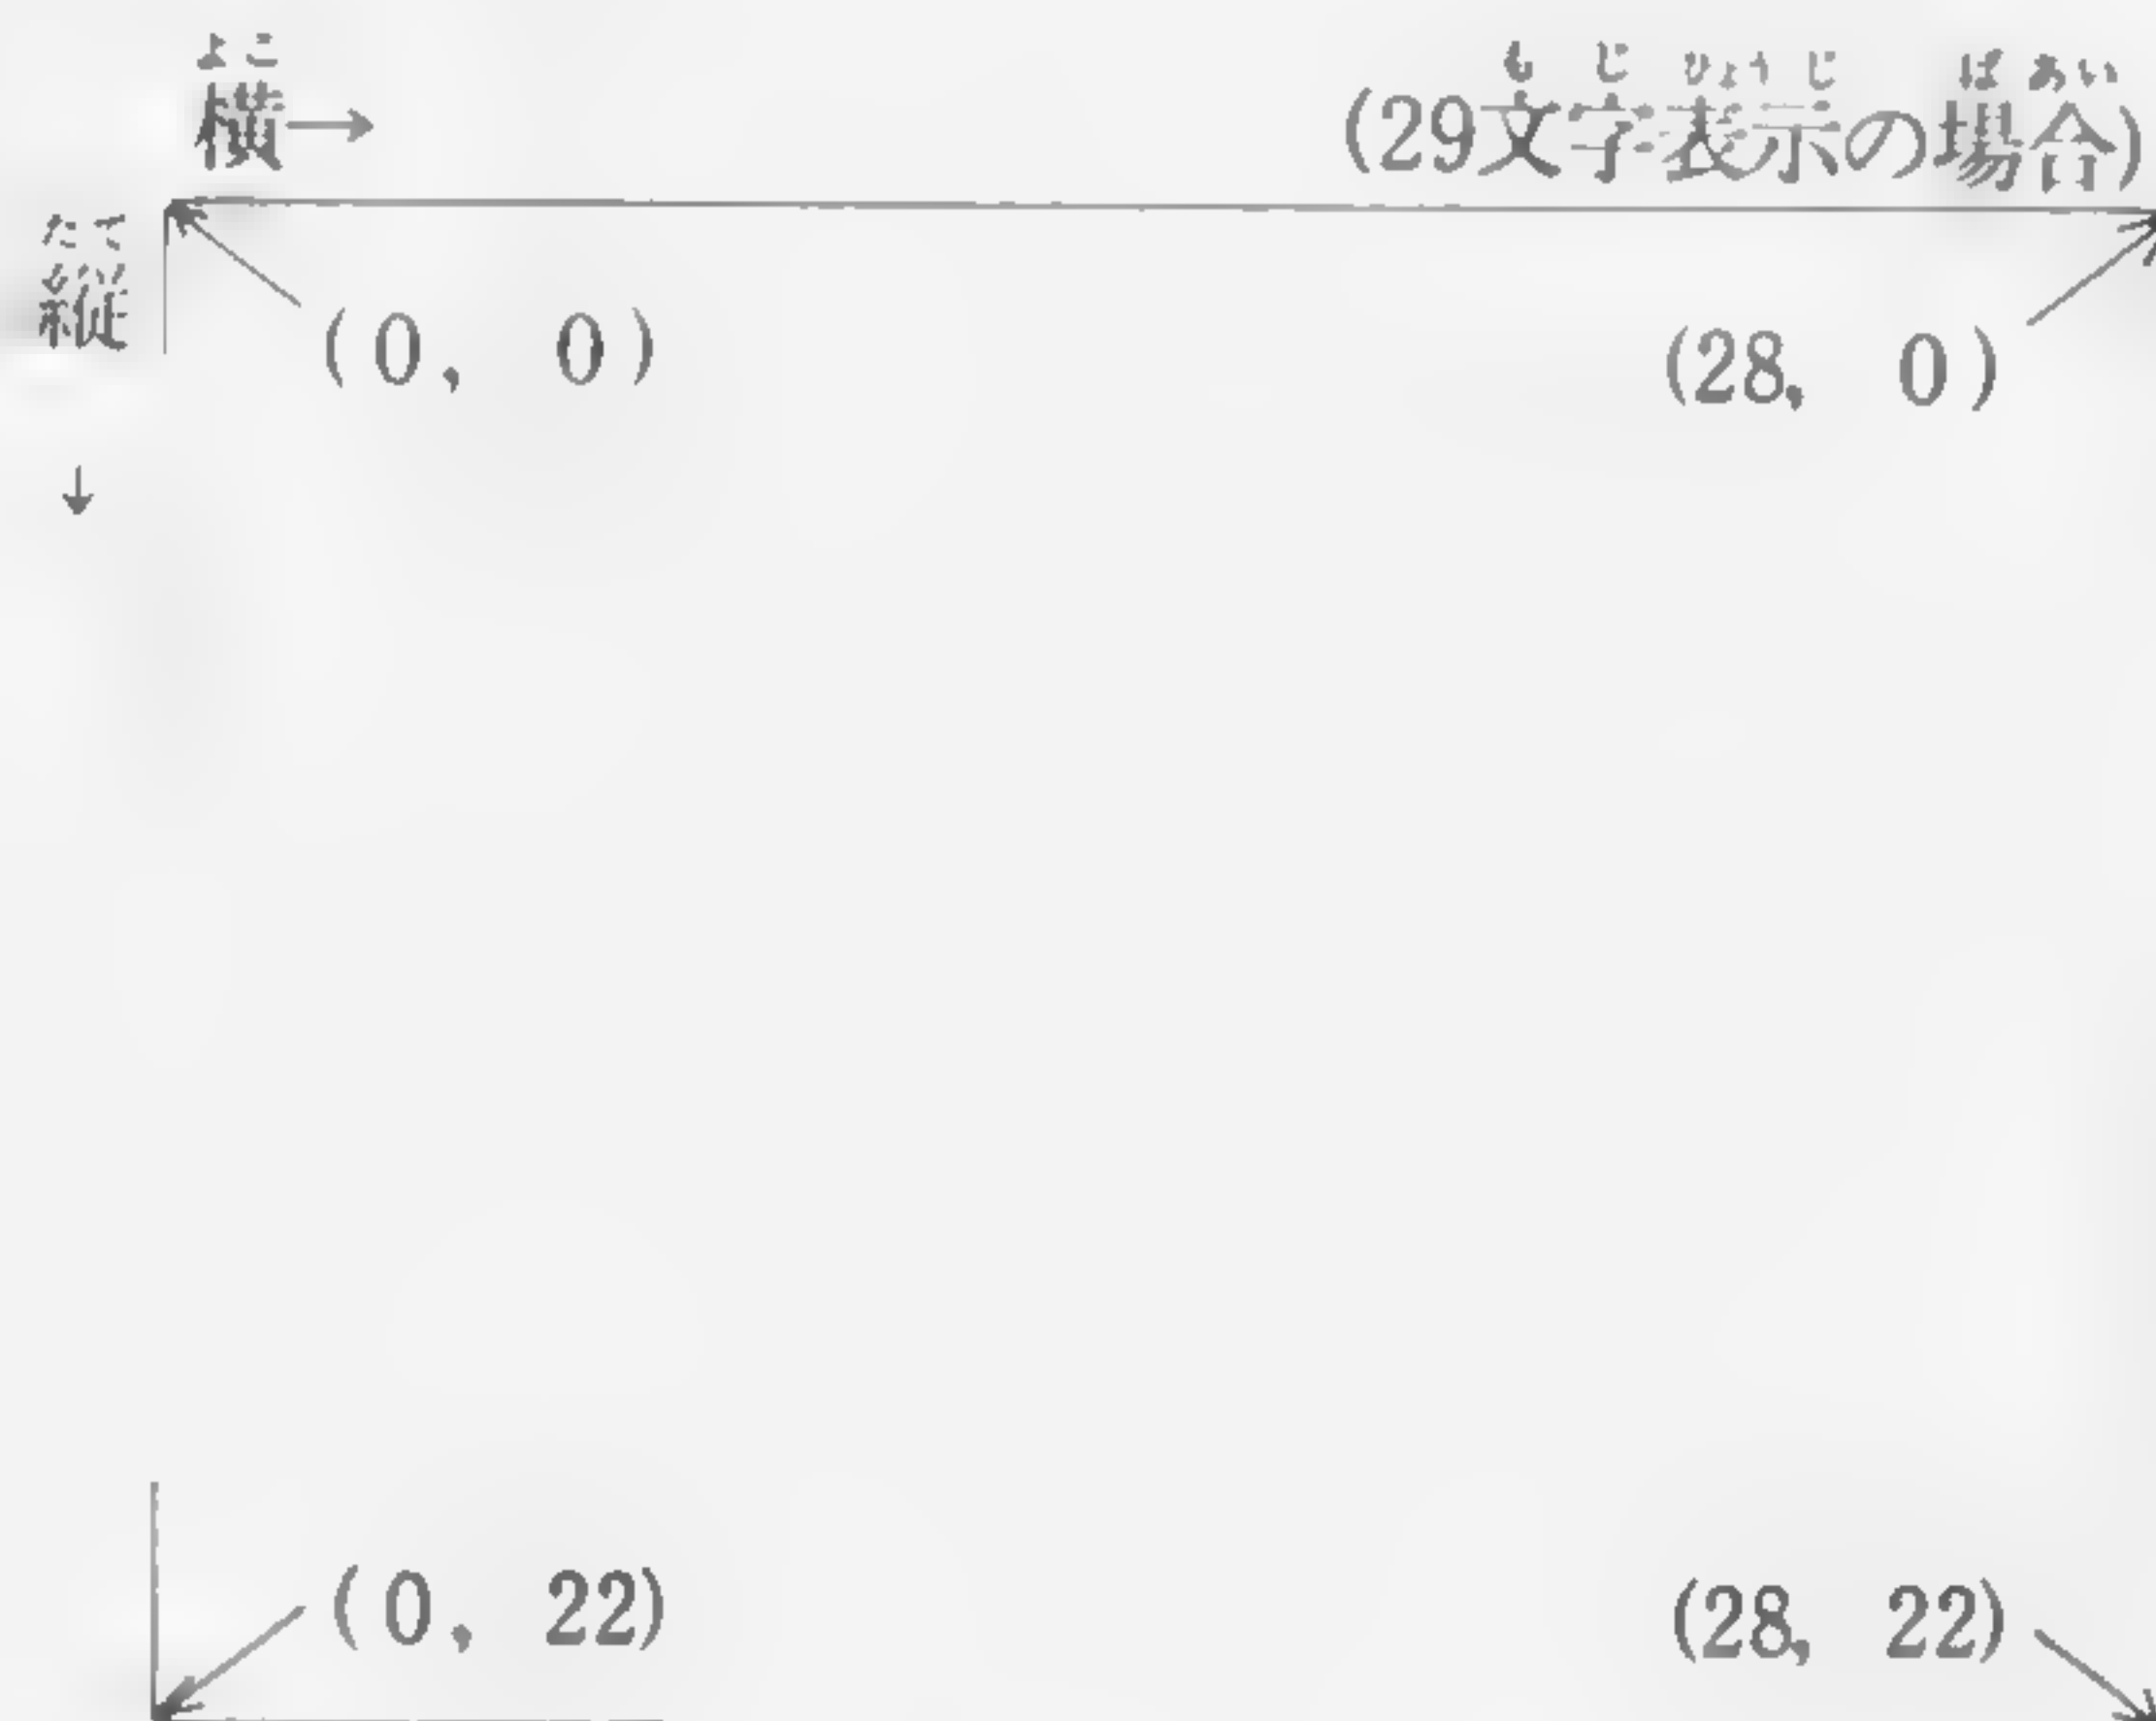 よこ
横→
も じ ひょう じ ば あい
(29文字表示の場合)
たて
縦
↓
(0, 0)
(28, 0)
(0, 22)
(28, 22)